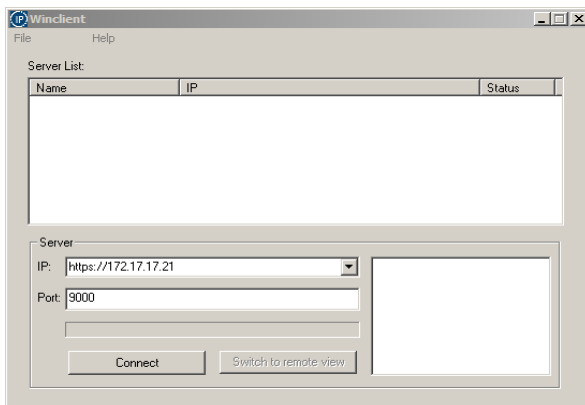 IP Winclient
File Help
Server List:
Name IP Status
Server
IP: https://172.17.17.21
Port: 9000
Connect Switch to remote view